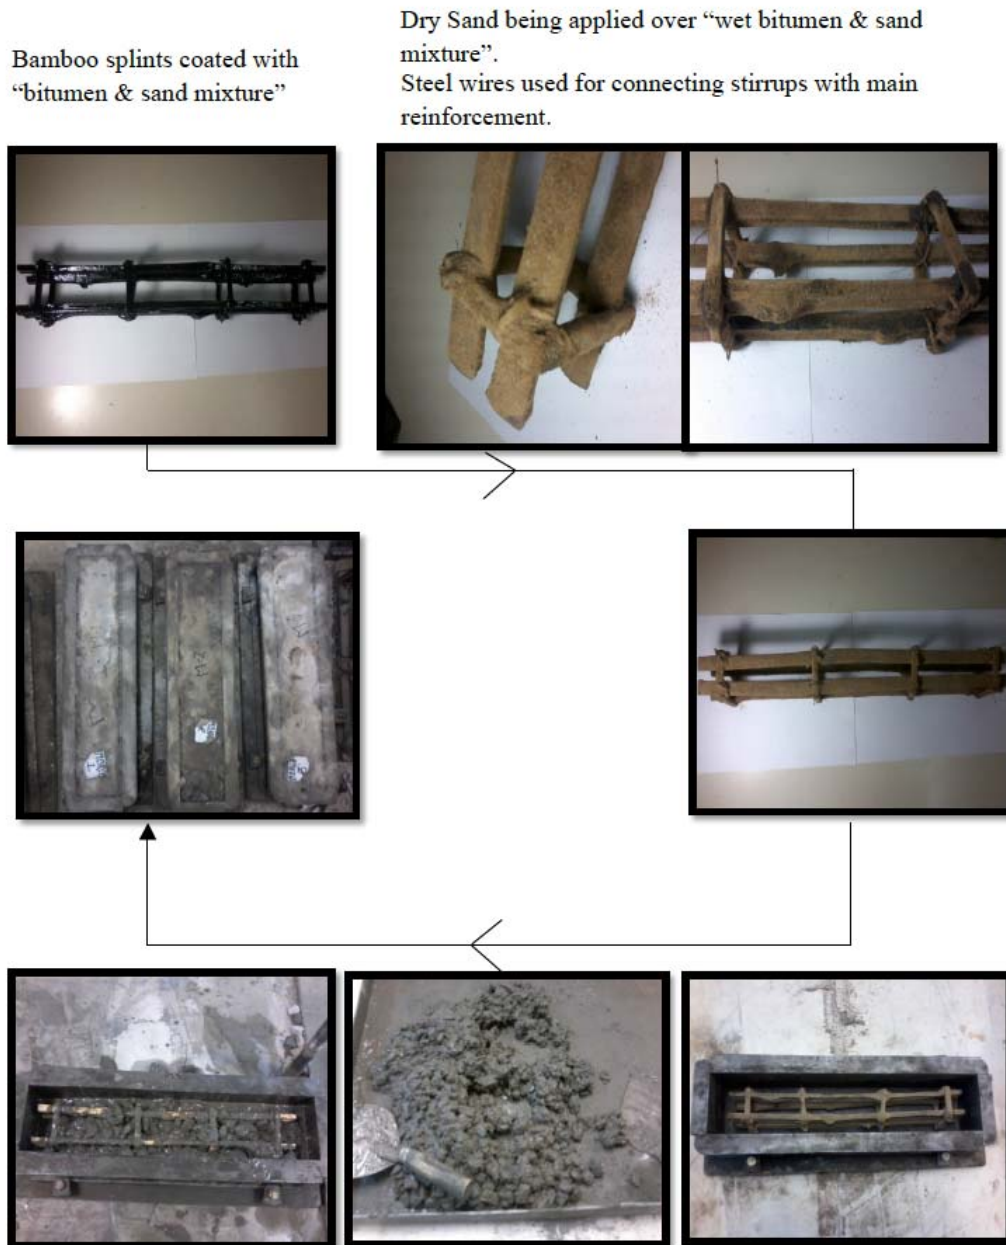 Bamboo splints coated with
“bitumen & sand mixture”
Dry Sand being applied over “wet bitumen & sand
mixture”.
Steel wires used for connecting stirrups with main
reinforcement.